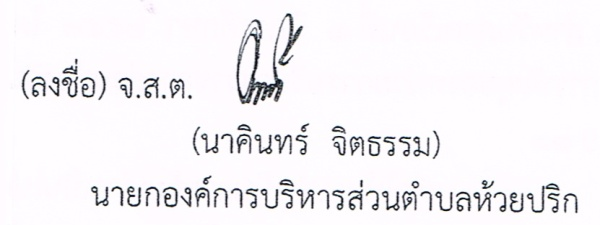 (ลงชื่อ) จ.ส.ต.
(นาคินทร์ จิตธรรม)
นายกองค์การบริหารส่วนตำบลห้วยปริก